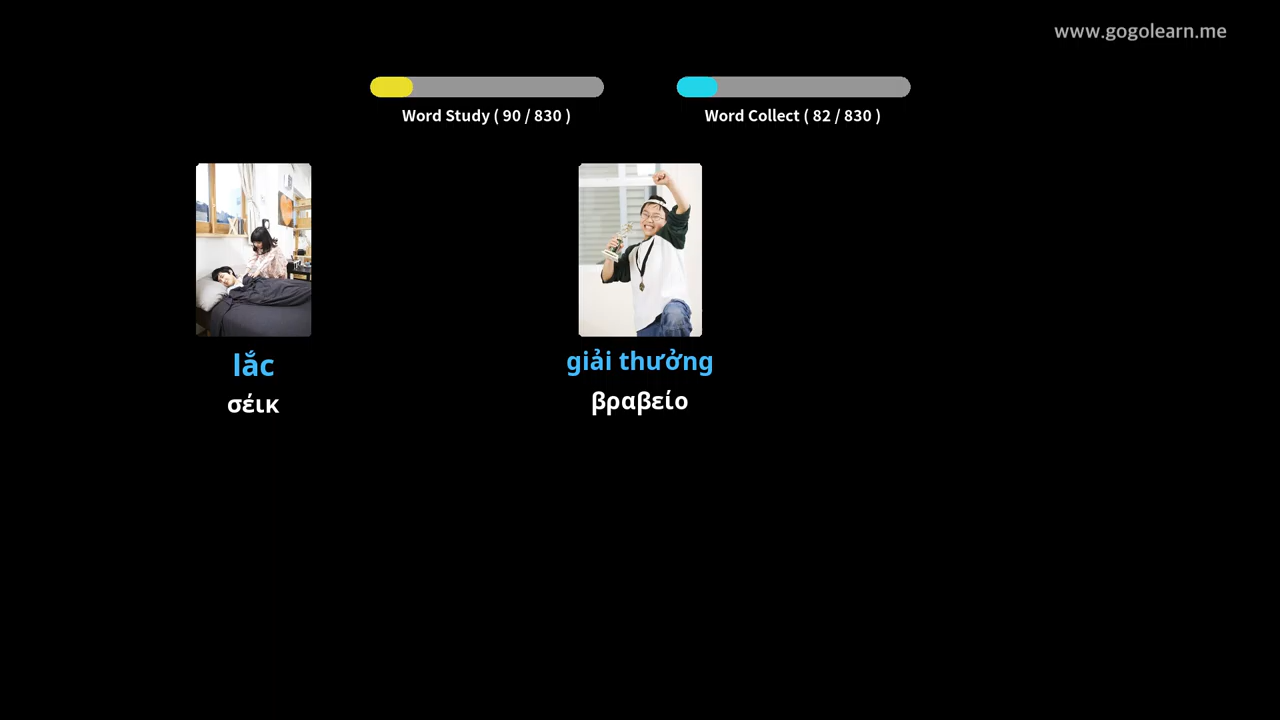 www.gogolearn.me
Word Study ( 90 / 830 )
Word Collect ( 82 / 830 )
lắc
σέικ
giải thưởng
βραβείο